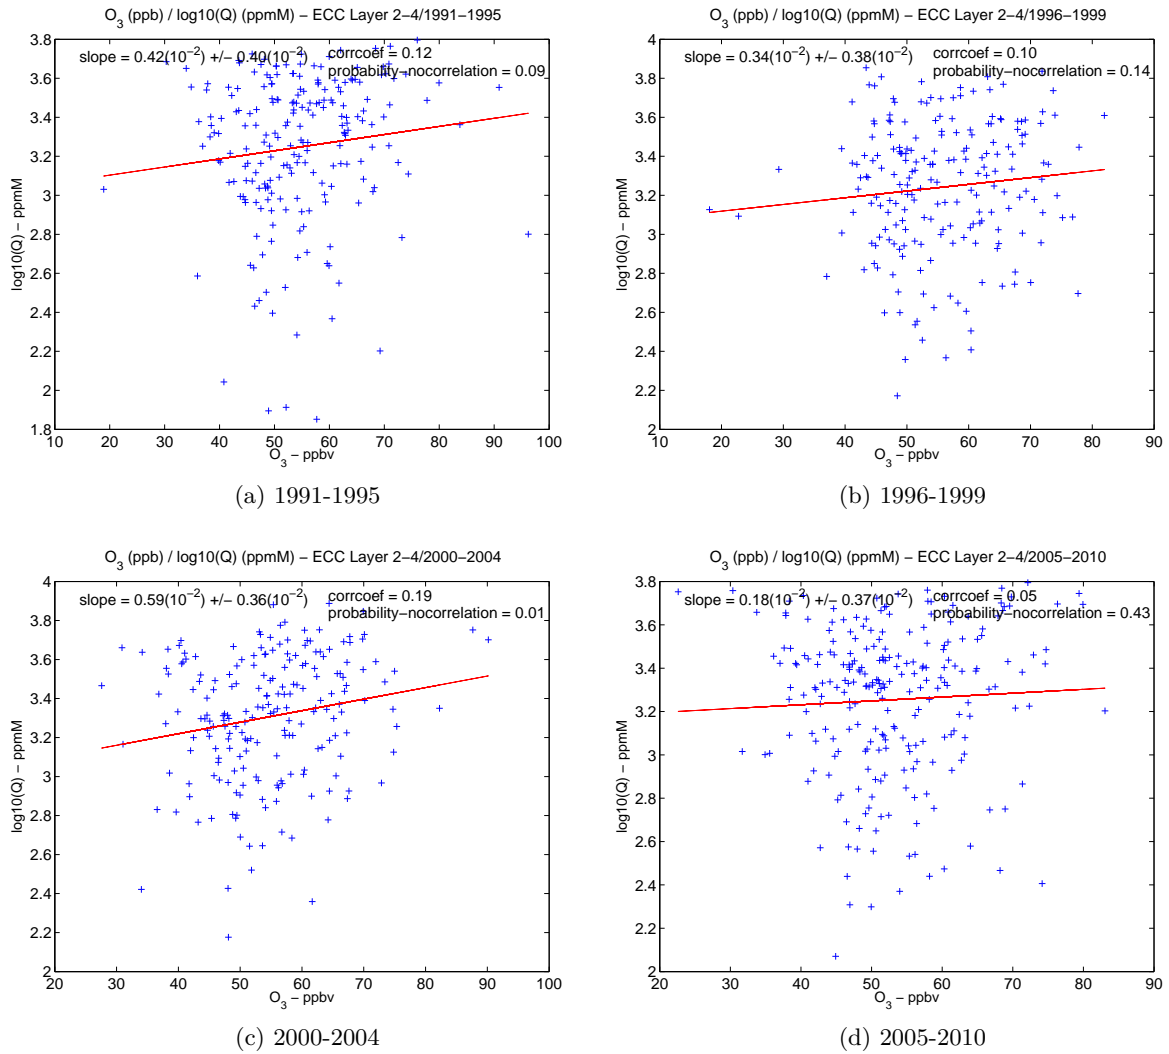 O3 (ppb) / log10(Q) (ppmM) − ECC Layer 2−4/1991−1995
slope = 0.42(10−2) +/− 0.40(10−2)
corrcoef = 0.12
probability−nocorrelation = 0.09
3.8
3.6
3.4
3.2
3
2.8
2.6
2.4
2.2
2
1.8
log10(Q) − ppmM
10 20 30 40 50 60 70 80 90 100
O3 − ppbv
(a) 1991-1995
O3 (ppb) / log10(Q) (ppmM) − ECC Layer 2−4/1996−1999
slope = 0.34(10−2) +/− 0.38(10−2)
corrcoef = 0.10
probability−nocorrelation = 0.14
4
3.8
3.6
3.4
3.2
3
2.8
2.6
2.4
2.2
2
log10(Q) − ppmM
10 20 30 40 50 60 70 80 90
O3 − ppbv
(b) 1996-1999
O3 (ppb) / log10(Q) (ppmM) − ECC Layer 2−4/2000−2004
slope = 0.59(10−2) +/− 0.36(10−2)
corrcoef = 0.19
probability−nocorrelation = 0.01
4
3.8
3.6
3.4
3.2
3
2.8
2.6
2.4
2.2
2
log10(Q) − ppmM
20 30 40 50 60 70 80 90 100
O3 − ppbv
(c) 2000-2004
O3 (ppb) / log10(Q) (ppmM) − ECC Layer 2−4/2005−2010
slope = 0.18(10−2) +/− 0.37(10−2)
corrcoef = 0.05
probability−nocorrelation = 0.43
3.8
3.6
3.4
3.2
3
2.8
2.6
2.4
2.2
2
log10(Q) − ppmM
20 30 40 50 60 70 80 90
O3 − ppbv
(d) 2005-2010